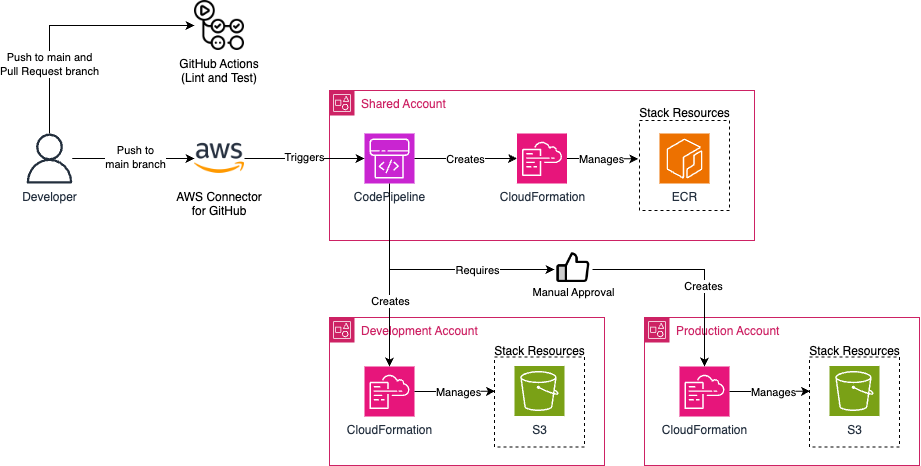 Push to main and
Pull Request branch
GitHub Actions
(Lint and Test)
Shared Account
Stack Resources
Push to
main branch
aws
Triggers
Creates
Manages
Developer
AWS Connector
for GitHub
CodePipeline
CloudFormation
ECR
Requires
Manual Approval
Creates
Creates
Development Account
Stack Resources
Manages
CloudFormation
S3
Production Account
Stack Resources
Manages
CloudFormation
S3